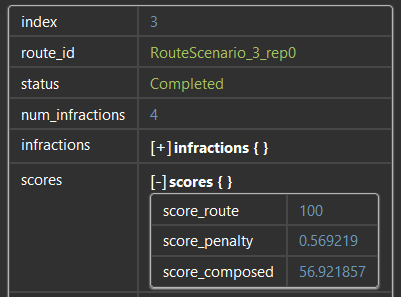 index 3
route_id RouteScenario_3_rep0
status Completed
num_infractions 4
infractions [+] infractions { }
scores [-] scores { }
score_route 100
score_penalty 0.569219
score_composed 56.921857